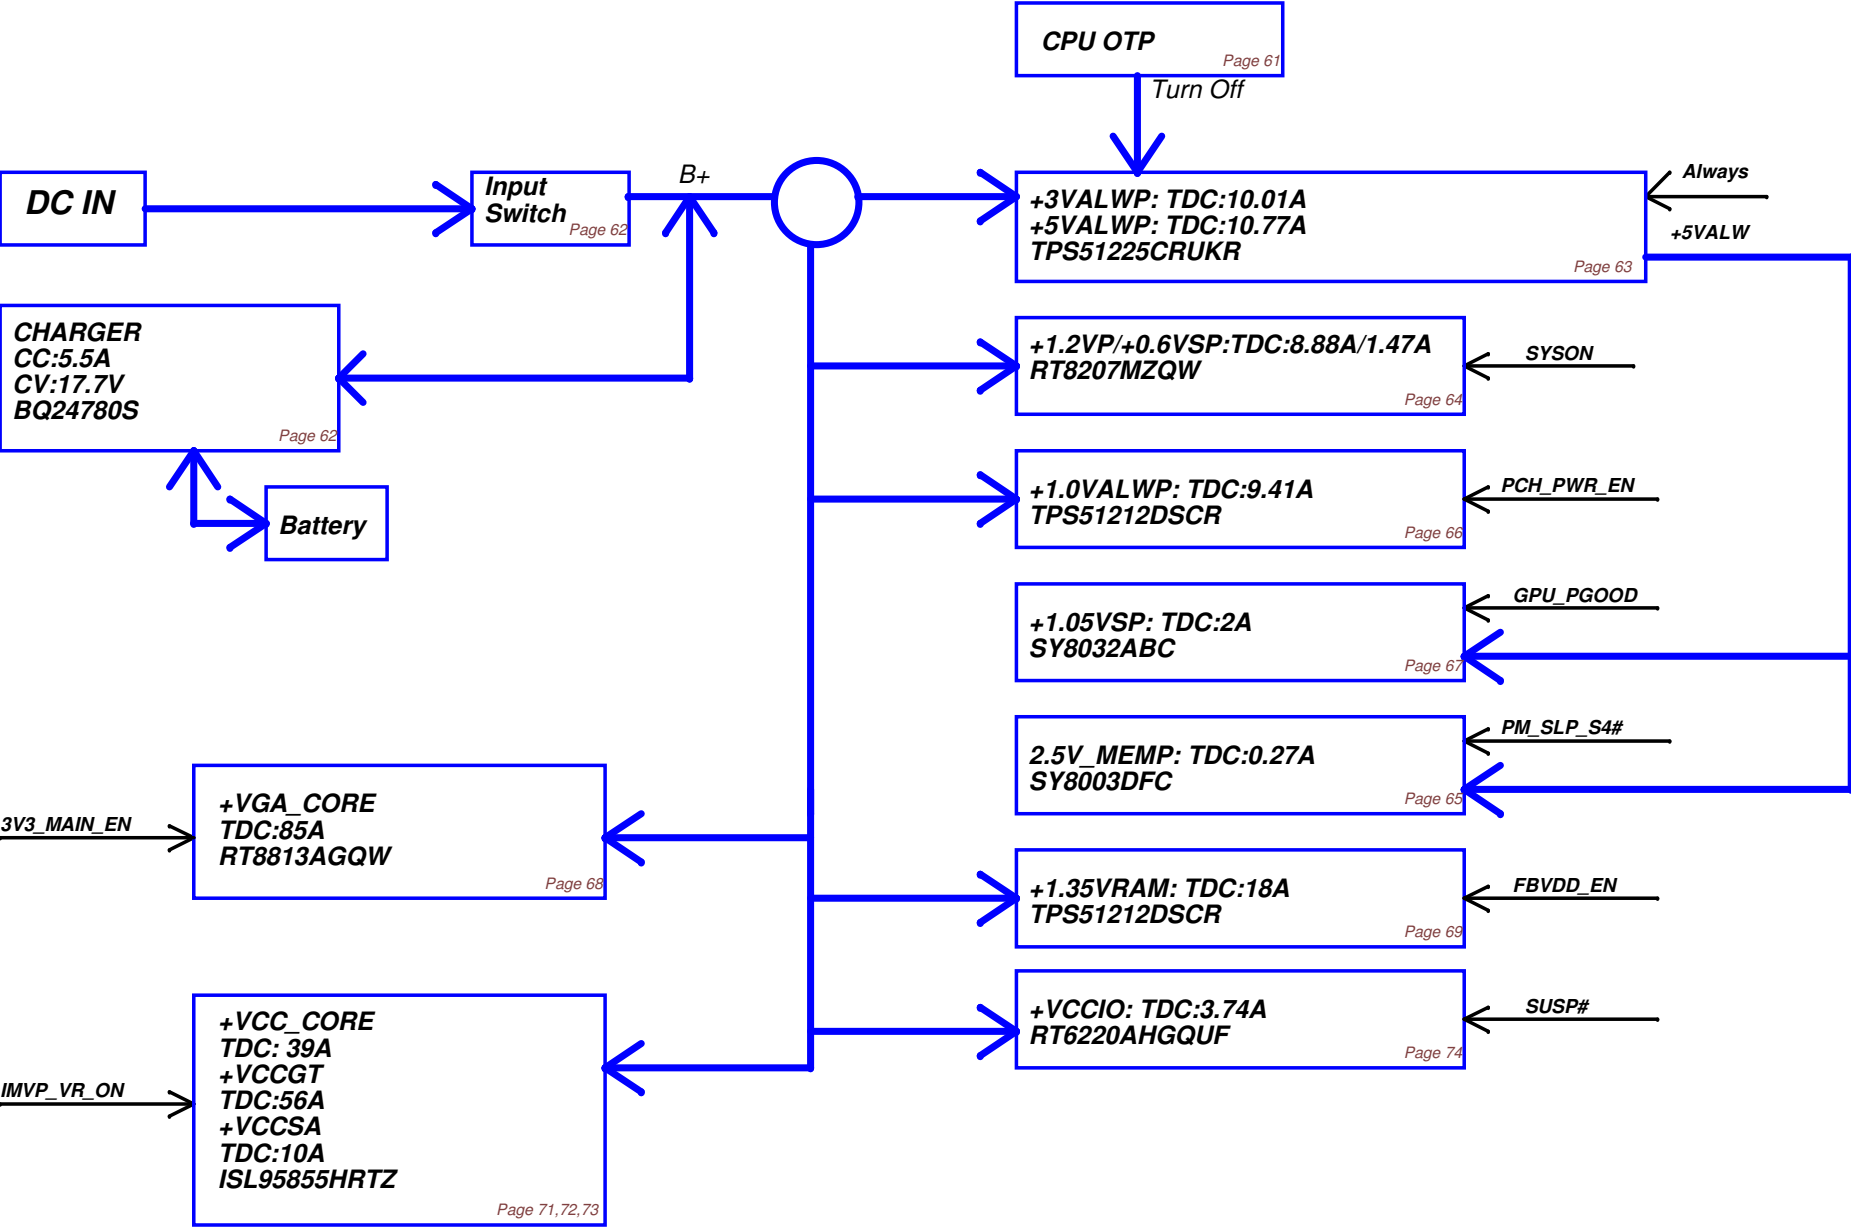 CPU OTP
Page 61
Turn Off
DC IN
Input
Switch
Page 62
B+
+3VALWP: TDC:10.01A
+5VALWP: TDC:10.77A
TPS51225CRUKR
Page 63
Always
+5VALW
CHARGER
CC:5.5A
CV:17.7V
BQ24780S
Page 62
Battery
+1.2VP/+0.6VSP:TDC:8.88A/1.47A
RT8207MZQW
Page 64
SYSON
+1.0VALWP: TDC:9.41A
TPS51212DSCR
Page 66
PCH_PWR_EN
+1.05VSP: TDC:2A
SY8032ABC
Page 67
GPU_PGOOD
2.5V_MEMP: TDC:0.27A
SY8003DFC
Page 65
PM_SLP_S4#
3V3_MAIN_EN
+VGA_CORE
TDC:85A
RT8813AGQW
Page 68
+1.35VRAM: TDC:18A
TPS51212DSCR
Page 69
FBVDD_EN
+VCCIO: TDC:3.74A
RT6220AHGQUF
Page 74
SUSP#
IMVP_VR_ON
+VCC_CORE
TDC: 39A
+VCCGT
TDC:56A
+VCCSA
TDC:10A
ISL95855HRTZ
Page 71,72,73